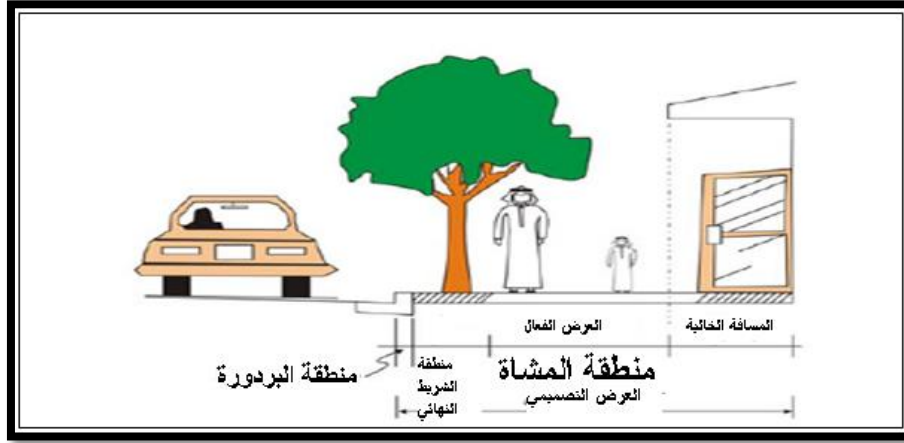 المسافة الخالية
العرض الفعال
منطقة المشاة
العرض التصميمي
منطقة
الشريط
النهائي
منطقة البردورة